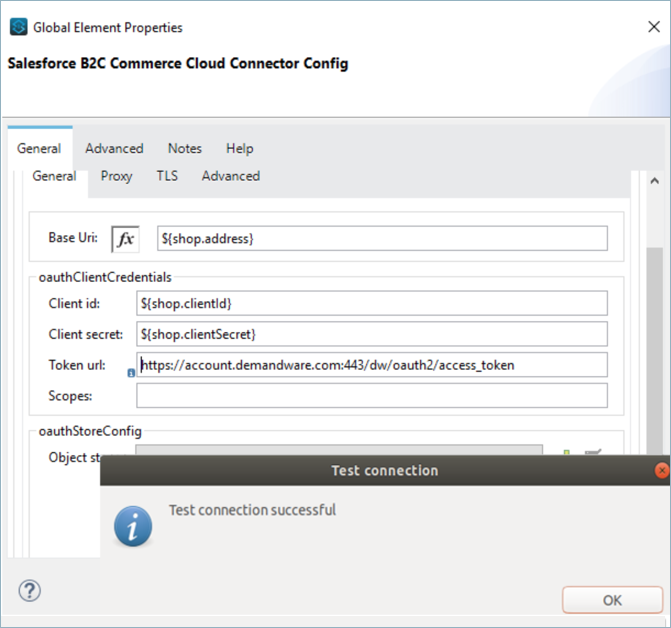 Global Element Properties
Salesforce B2C Commerce Cloud Connector Config
General Advanced Notes Help
General Proxy TLS Advanced
Base Uri: fx ${shop.address}
oauthClientCredentials
Client id: ${shop.clientId}
Client secret: ${shop.clientSecret}
Token url: https://account.demandware.com:443/dw/oauth2/access_token
Scopes:
oauthStoreConfig
Object
Test connection
Test connection successful
OK